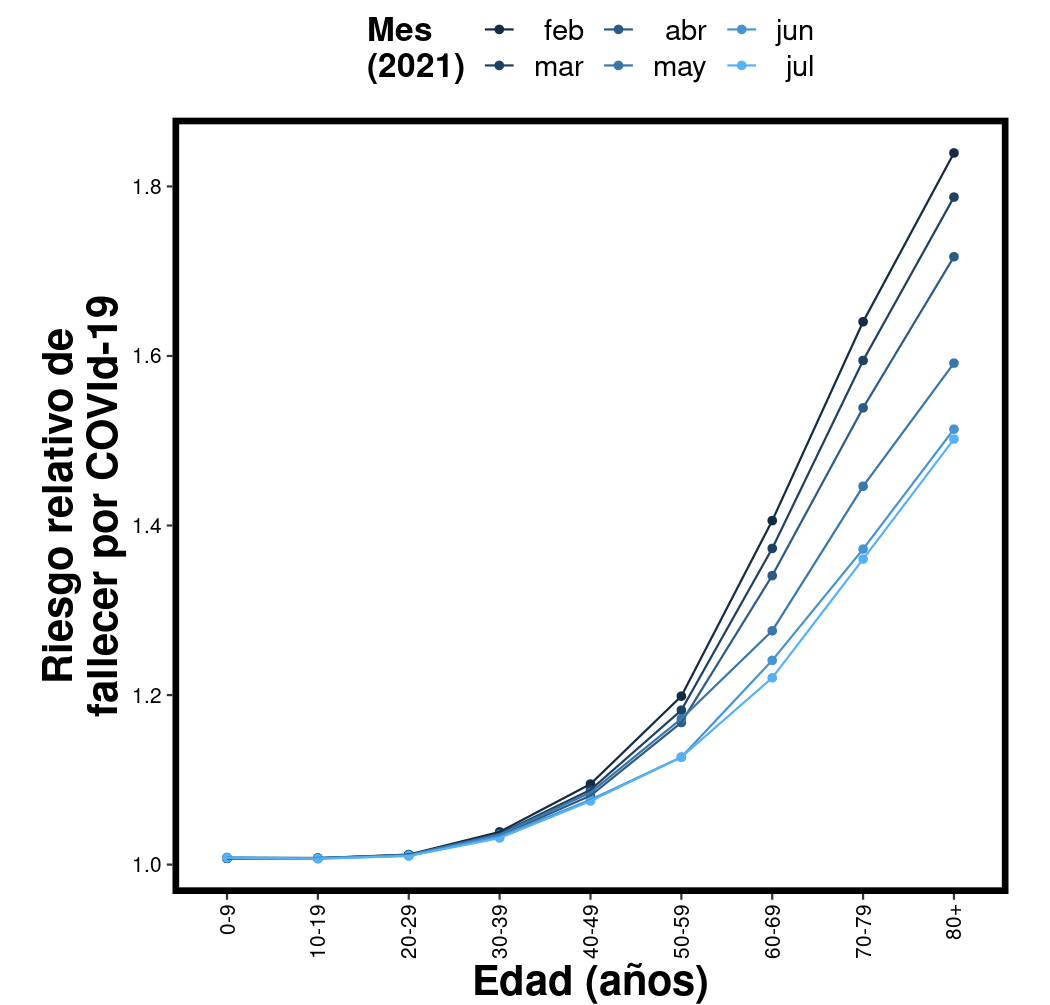 Mes
(2021)
feb
abr
jun
mar
may
jul
Riesgo relativo de
fallecer por COVId-19
1.8
1.6
1.4
1.2
1.0
0-9
10-19
20-29
30-39
40-49
50-59
60-69
70-79
80+
Edad (años)